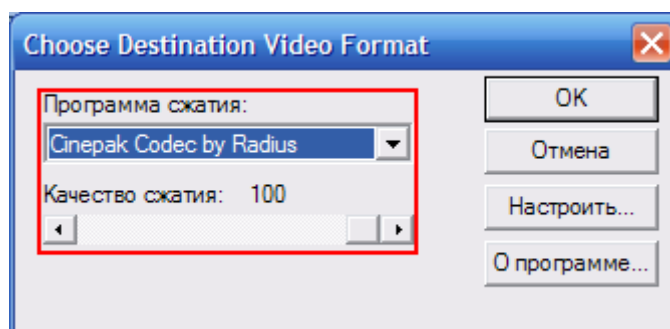 Choose Destination Video Format
Программа сжатия:
Cinepak Codec by Radius
Качество сжатия: 100
OK
Отмена
Настроить...
О программе...